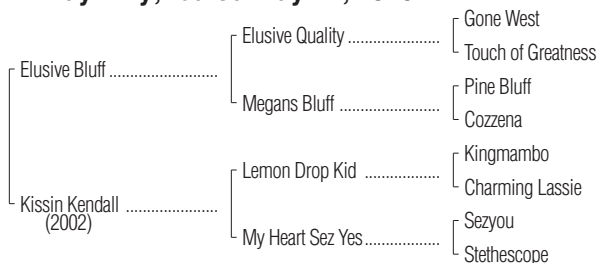 Gone West
Elusive Quality ....................
Touch of Greatness
Elusive Bluff .......................
Pine Bluff
Megans Bluff ......................
Cozzena
Kingmambo
Lemon Drop Kid .................
Charming Lassie
Kissin Kendall ...................
(2002)
Sezyou
My Heart Sez Yes.................
Stethescope